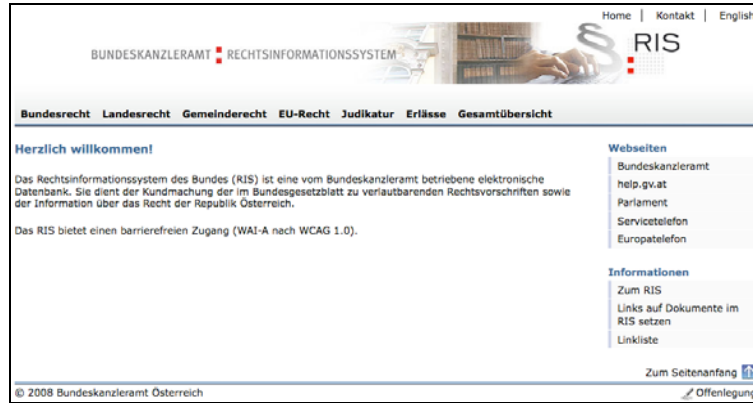 Home | Kontakt | English
BUNDESKANZLERAMT RECHTSINFORMATIONSSYSTEM
§ RIS
Bundesrecht Landesrecht Gemeinderecht EU-Recht Judikatur Erlässe Gesamtübersicht
Herzlich willkommen!
Das Rechtsinformationssystem des Bundes (RIS) ist eine vom Bundeskanzleramt betriebene elektronische
Datenbank. Sie dient der Kundmachung der im Bundesgesetzblatt zu verlautbarenden Rechtsvorschriften sowie
der Information über das Recht der Republik Österreich.
Das RIS bietet einen barrierefreien Zugang (WAI-A nach WCAG 1.0).
Webseiten
Bundeskanzleramt
help.gv.at
Parlament
Servicetelefon
Europatelefon
Informationen
Zum RIS
Links auf Dokumente im
RIS setzen
Linkliste
Zum Seitenanfang
© 2008 Bundeskanzleramt Österreich
Offenlegung